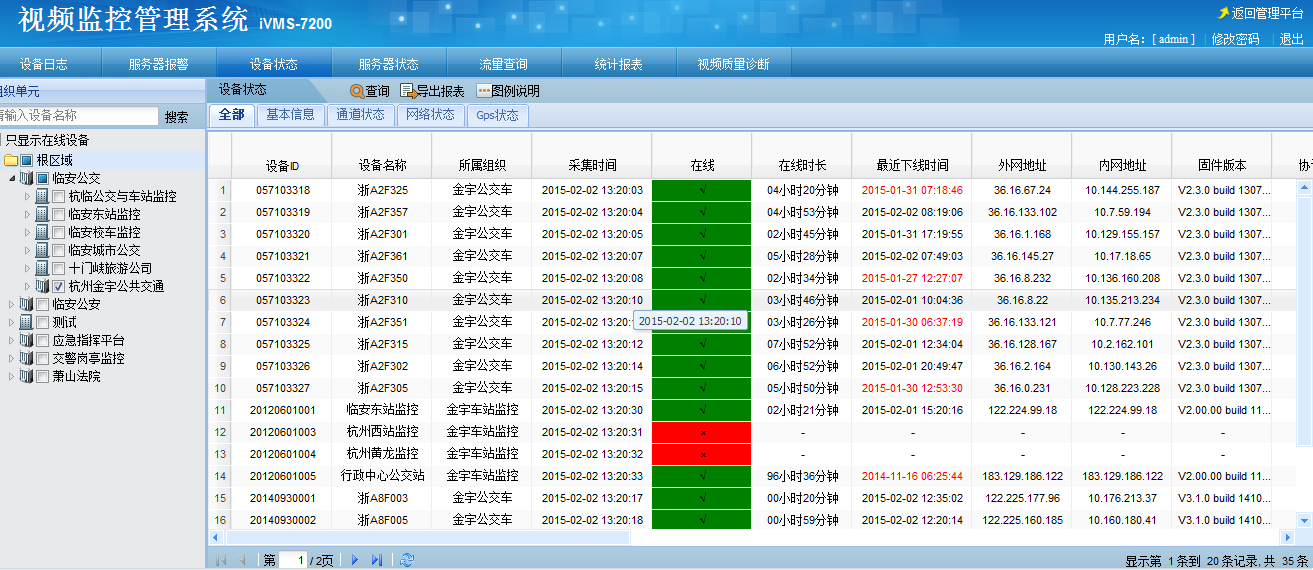 视频监控管理系统 iVMS-7200
返回管理平台
用户名：[ admin ] 修改密码 退出
设备日志 服务器报警 设备状态 服务器状态 流量查询 统计报表 视频质量诊断
组织单元
请输入设备名称 搜索
只显示在线设备
根区域
临安公交
杭临公交与车站监控
临安东站监控
临安校车监控
临安城市公交
十门峡旅游公司
杭州金宇公共交通
临安公安
测试
应急指挥平台
交警岗亭监控
萧山法院
设备状态 查询 导出报表 图例说明
全部 基本信息 通道状态 网络状态 Gps状态
设备ID 设备名称 所属组织 采集时间 在线 在线时长 最近下线时间 外网地址 内网地址 固件版本
1 057103318 浙A2F325 金宇公交车 2015-02-02 13:20:03 √ 04小时20分钟 2015-01-31 07:18:46 36.16.67.24 10.144.255.187 V2.3.0 build 1307...
2 057103319 浙A2F357 金宇公交车 2015-02-02 13:20:04 √ 04小时53分钟 2015-02-02 08:19:06 36.16.133.102 10.7.59.194 V2.3.0 build 1307...
3 057103320 浙A2F301 金宇公交车 2015-02-02 13:20:05 √ 02小时45分钟 2015-01-31 17:19:55 36.16.1.168 10.129.155.157 V2.3.0 build 1307...
4 057103321 浙A2F361 金宇公交车 2015-02-02 13:20:07 √ 05小时28分钟 2015-02-02 07:49:03 36.16.145.27 10.17.18.65 V2.3.0 build 1307...
5 057103322 浙A2F350 金宇公交车 2015-02-02 13:20:08 √ 02小时34分钟 2015-01-27 12:27:07 36.16.8.232 10.136.160.208 V2.3.0 build 1307...
6 057103323 浙A2F310 金宇公交车 2015-02-02 13:20:10 √ 03小时46分钟 2015-02-01 10:04:36 36.16.8.22 10.135.213.234 V2.3.0 build 1307...
7 057103324 浙A2F351 金宇公交车 2015-02-02 13:20: 03小时26分钟 2015-01-30 06:37:19 36.16.133.121 10.7.77.246 V2.3.0 build 1307...
2015-02-02 13:20:10
8 057103325 浙A2F315 金宇公交车 2015-02-02 13:20:12 √ 07小时52分钟 2015-02-01 12:34:04 36.16.128.167 10.2.162.101 V2.3.0 build 1307...
9 057103326 浙A2F302 金宇公交车 2015-02-02 13:20:14 √ 06小时52分钟 2015-02-01 20:49:47 36.16.2.164 10.130.143.26 V2.3.0 build 1307...
10 057103327 浙A2F305 金宇公交车 2015-02-02 13:20:15 √ 05小时50分钟 2015-01-30 12:53:30 36.16.0.231 10.128.223.228 V2.3.0 build 1307...
11 20120601001 临安东站监控 金宇车站监控 2015-02-02 13:20:30 √ 02小时21分钟 2015-02-01 15:20:16 122.224.99.18 122.224.99.18 V2.00.00 build 11...
12 20120601003 杭州西站监控 金宇车站监控 2015-02-02 13:20:31 × - - - - -
13 20120601004 杭州黄龙监控 金宇车站监控 2015-02-02 13:20:32 × - - - - -
14 20120601005 行政中心公交站 金宇车站监控 2015-02-02 13:20:33 √ 96小时36分钟 2014-11-16 06:25:44 183.129.186.122 183.129.186.122 V2.00.00 build 11...
15 20140930001 浙A8F003 金宇公交车 2015-02-02 13:20:17 √ 00小时20分钟 2015-02-02 12:35:02 122.225.177.96 10.176.213.37 V3.1.0 build 1410...
16 20140930002 浙A8F005 金宇公交车 2015-02-02 13:20:18 √ 00小时59分钟 2015-02-02 12:20:14 122.225.160.185 10.160.180.41 V3.1.0 build 1410...
第 1 / 2页 显示第 1条到 20条记录, 共 35条